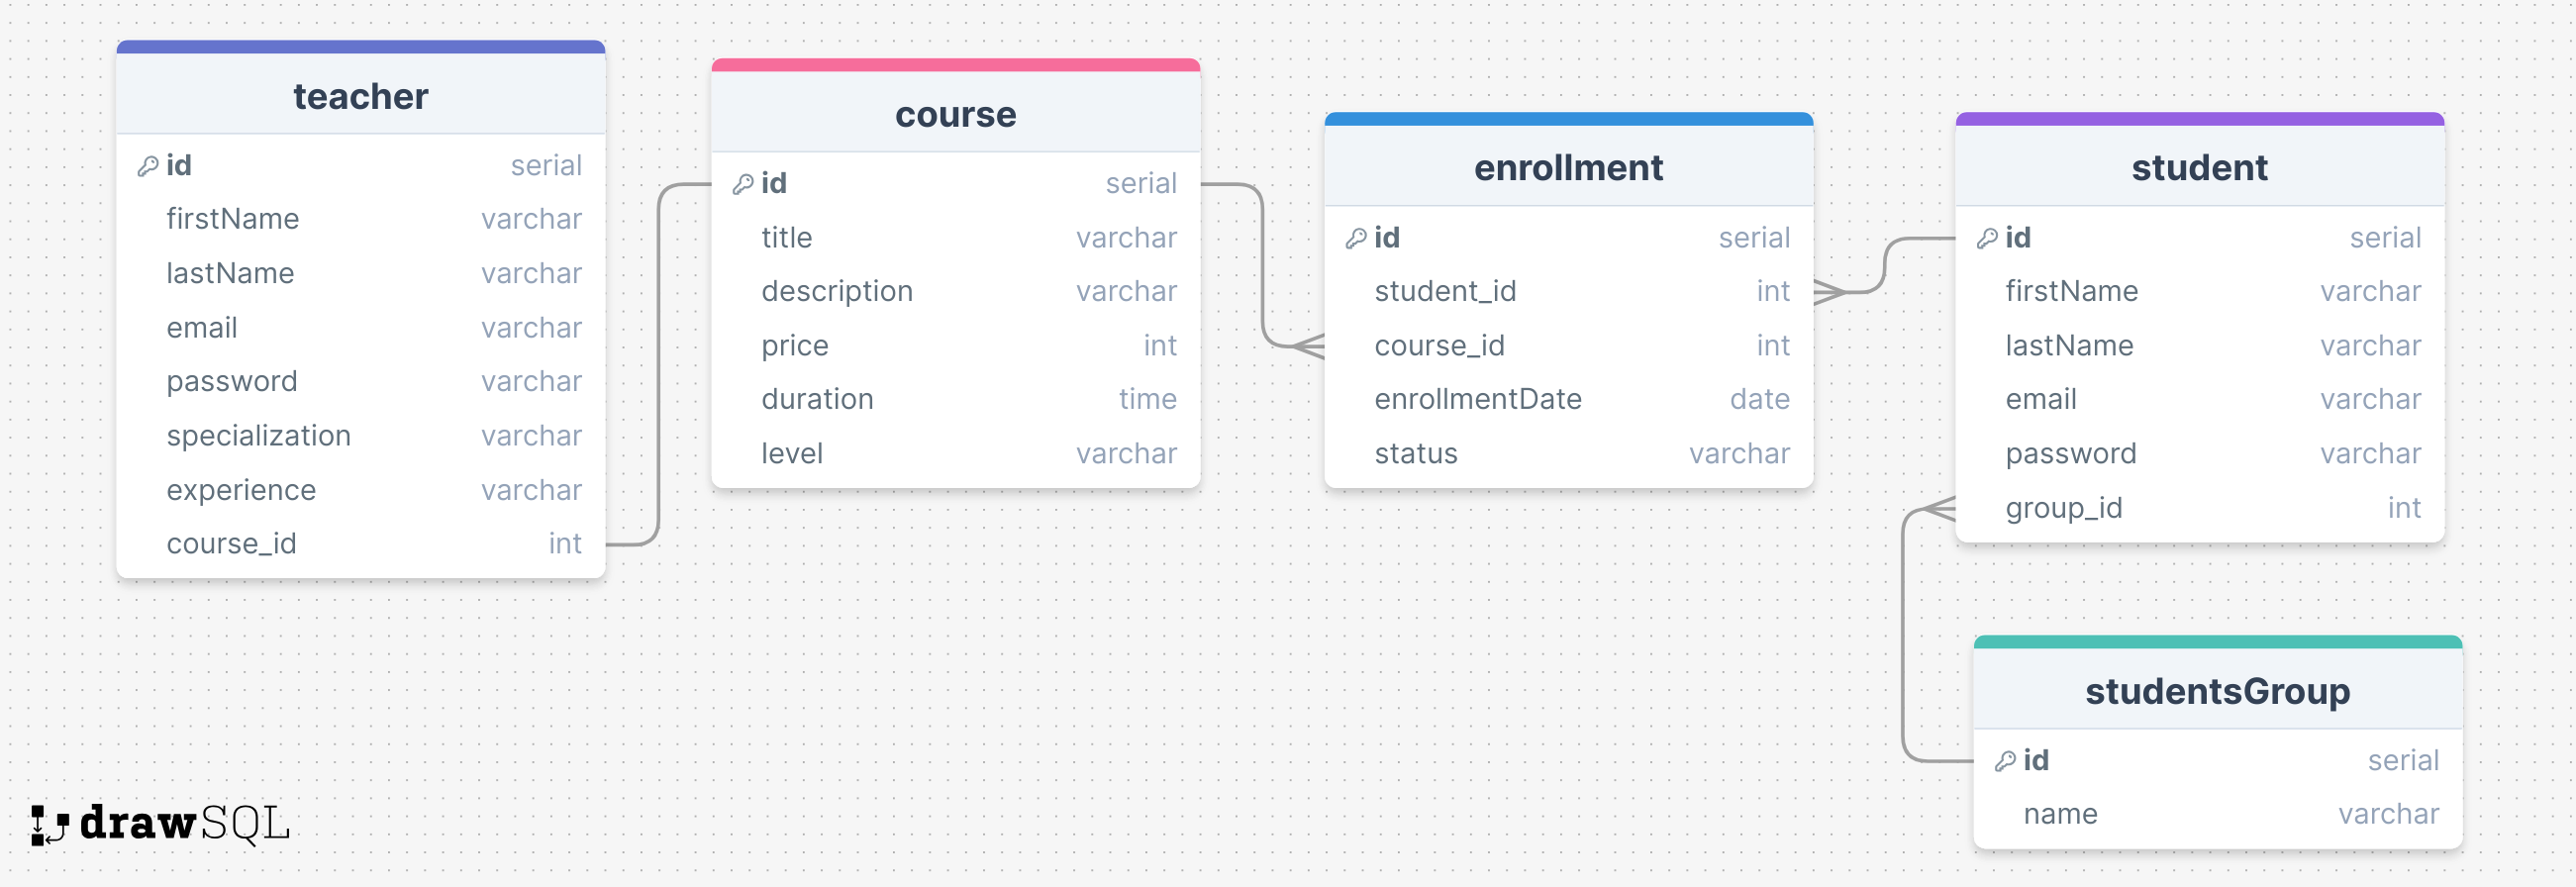 teacher
id serial
firstName varchar
lastName varchar
email varchar
password varchar
specialization varchar
experience varchar
course_id int
course
id serial
title varchar
description varchar
price int
duration time
level varchar
enrollment
id serial
student_id int
course_id int
enrollmentDate date
status varchar
student
id serial
firstName varchar
lastName varchar
email varchar
password varchar
group_id int
studentsGroup
id serial
name varchar
drawSQL